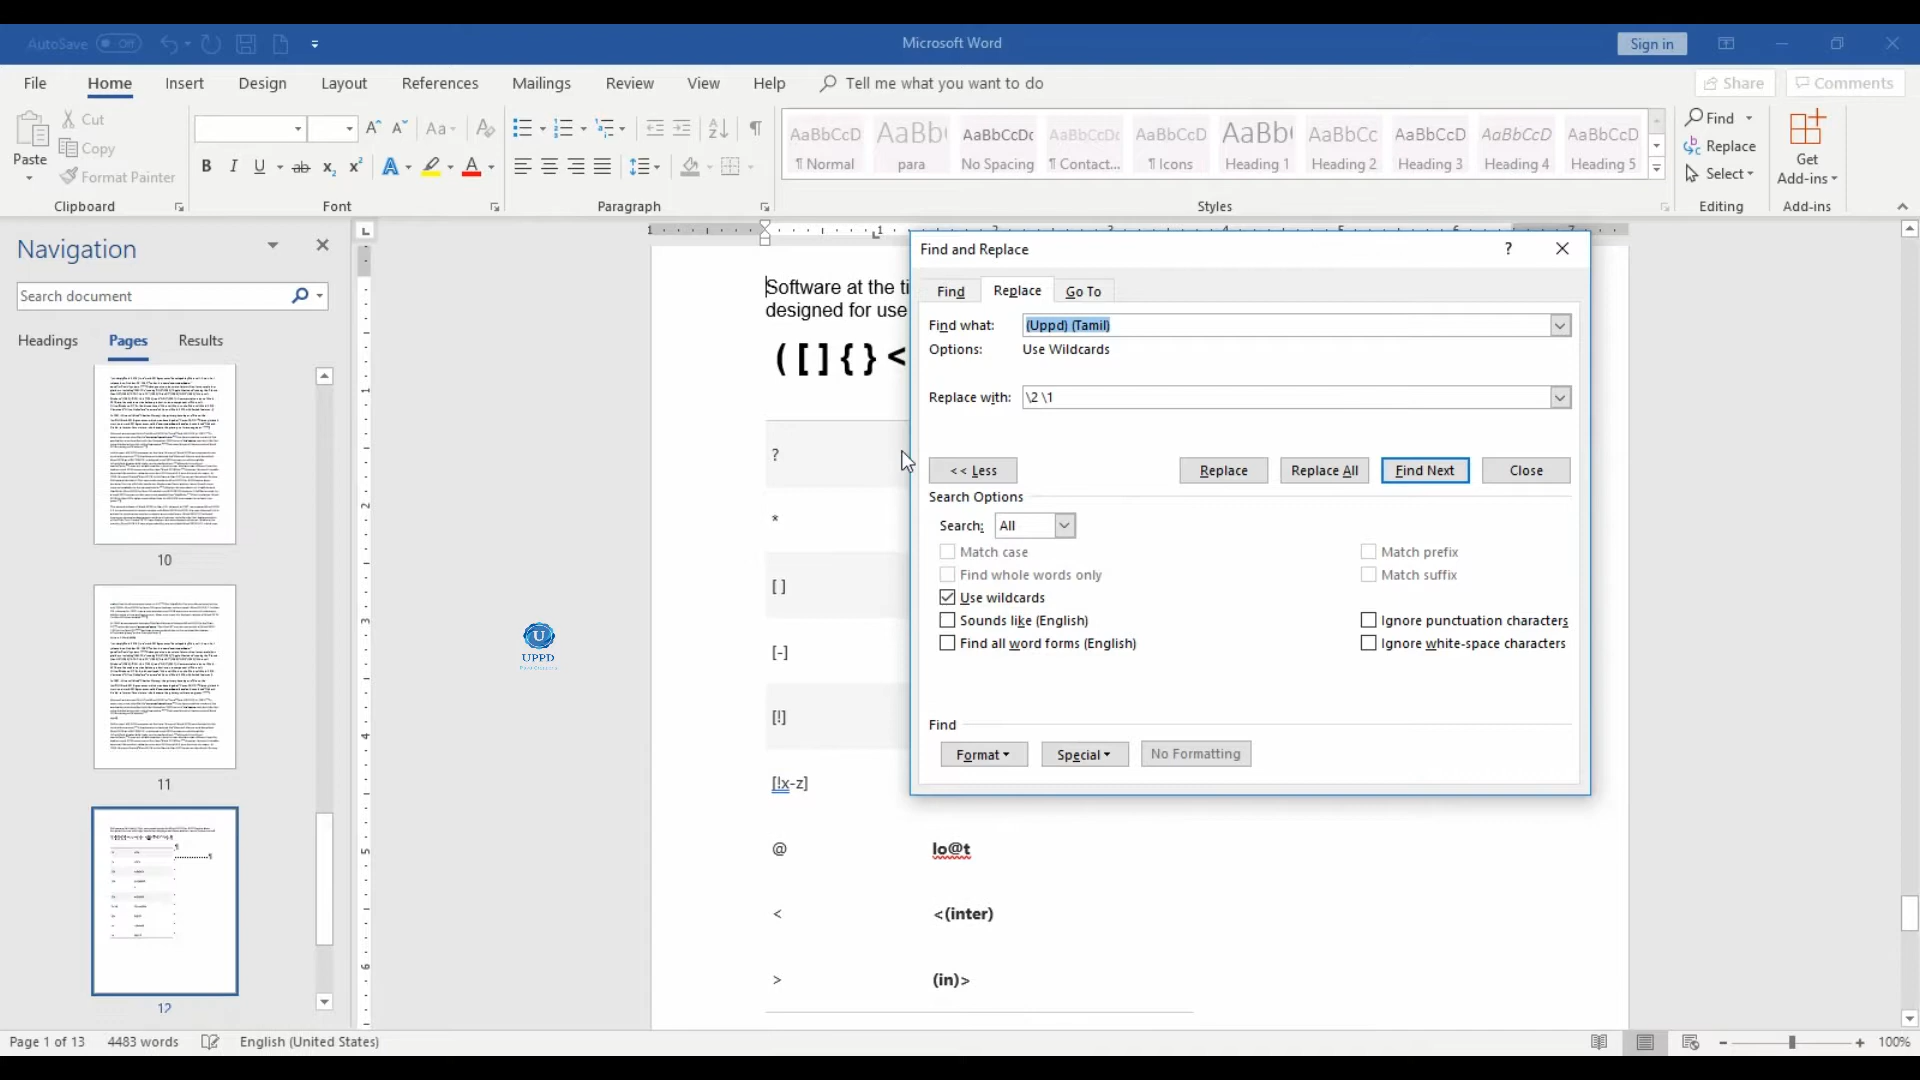 AutoSave Off
Microsoft Word
Sign in
File Home Insert Design Layout References Mailings Review View Help Tell me what you want to do
Share Comments
Paste
Cut
Copy
Format Painter
Clipboard
Aa
B I U ab x₂ x² A A
Font
Paragraph
AaBbCcD AaBb( AaBbCcDc AaBbCcDc AaBbCcD AaBb( AaBbCc AaBbCcD AaBbCcD AaBbCcD
¶ Normal para No Spacing ¶ Contact... ¶ Icons Heading 1 Heading 2 Heading 3 Heading 4 Heading 5
Styles
Find
Replace
Select
Editing
Get
Add-ins
Add-ins
Navigation
Search document
Headings Pages Results
10
11
12
Software at the ti
designed for use
( [ ] { } <
?
*
[ ]
[-]
[!]
[!x-z]
@ lo@t
< <(inter)
> (in)>
U
UPPD
Find and Replace
Find Replace Go To
Find what: (Uppd) (Tamil)
Options: Use Wildcards
Replace with: \2 \1
<< Less Replace Replace All Find Next Close
Search Options
Search: All
Match case Match prefix
Find whole words only Match suffix
Use wildcards
Sounds like (English) Ignore punctuation characters
Find all word forms (English) Ignore white-space characters
Find
Format Special No Formatting
Page 1 of 13 4483 words English (United States) 100%